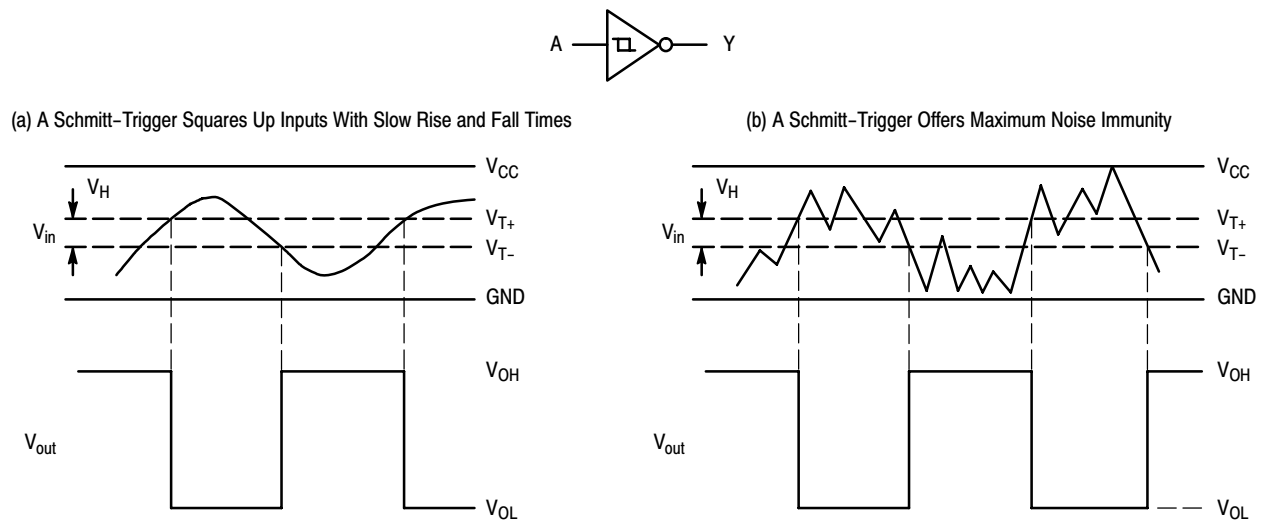 A Y
(a) A Schmitt-Trigger Squares Up Inputs With Slow Rise and Fall Times
VH
Vin
VCC
VT+
VT-
GND
Vout
VOH
VOL
(b) A Schmitt-Trigger Offers Maximum Noise Immunity
VH
Vin
VCC
VT+
VT-
GND
Vout
VOH
VOL